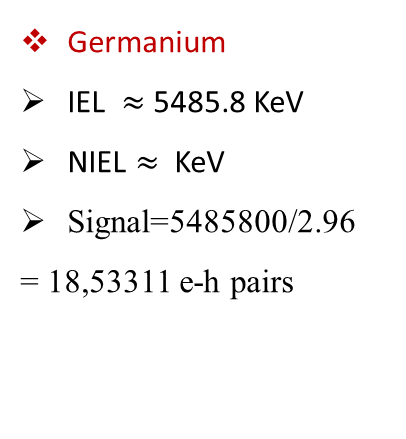 ❖ Germanium
➢ IEL ≈ 5485.8 KeV
➢ NIEL ≈ KeV
➢ Signal=5485800/2.96
= 18,53311 e-h pairs